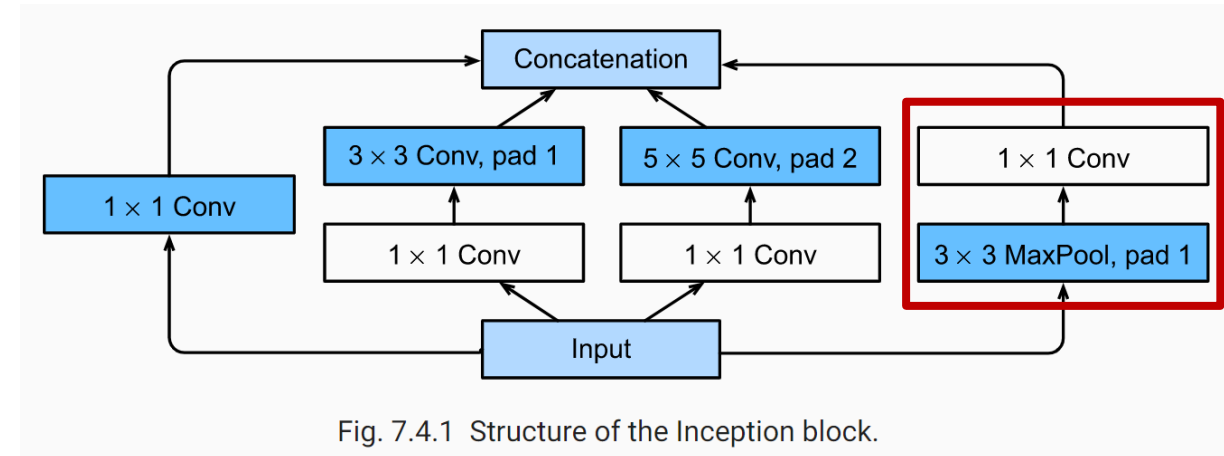 Concatenation
3 × 3 Conv, pad 1
5 × 5 Conv, pad 2
1 × 1 Conv
1 × 1 Conv
1 × 1 Conv
1 × 1 Conv
3 × 3 MaxPool, pad 1
Input
Fig. 7.4.1 Structure of the Inception block.